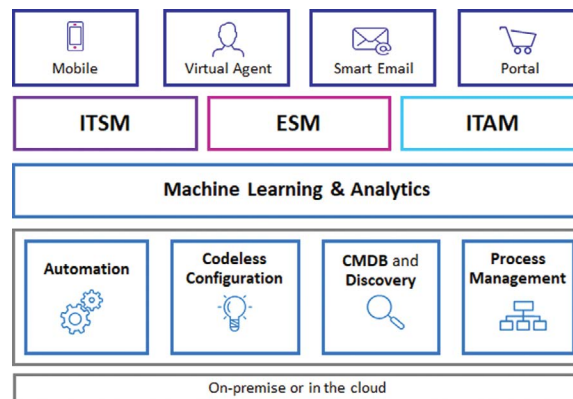 Mobile
Virtual Agent
Smart Email
Portal
ITSM
ESM
ITAM
Machine Learning & Analytics
Automation
Codeless
Configuration
CMDB and
Discovery
Process
Management
On-premise or in the cloud